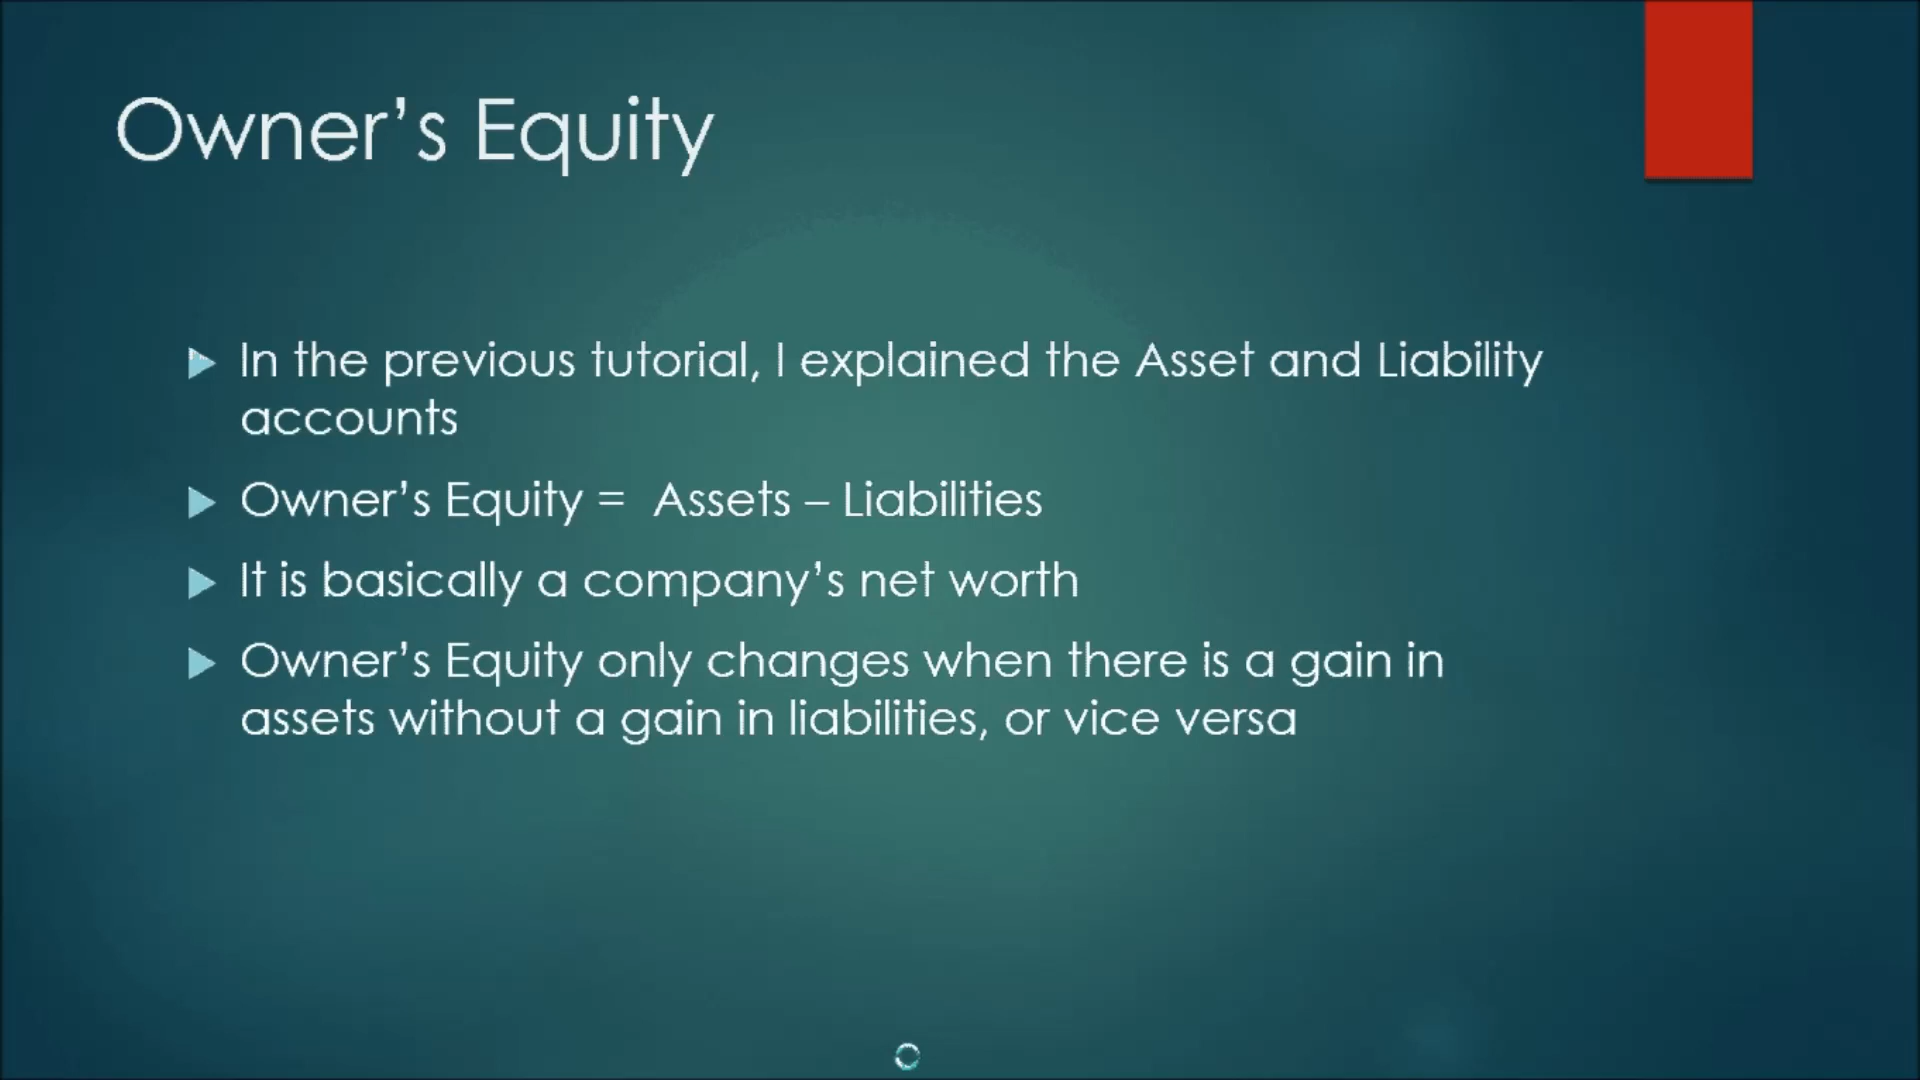 Owner’s Equity
In the previous tutorial, I explained the Asset and Liability
accounts
Owner’s Equity =  Assets – Liabilities
It is basically a company’s net worth
Owner’s Equity only changes when there is a gain in
assets without a gain in liabilities, or vice versa